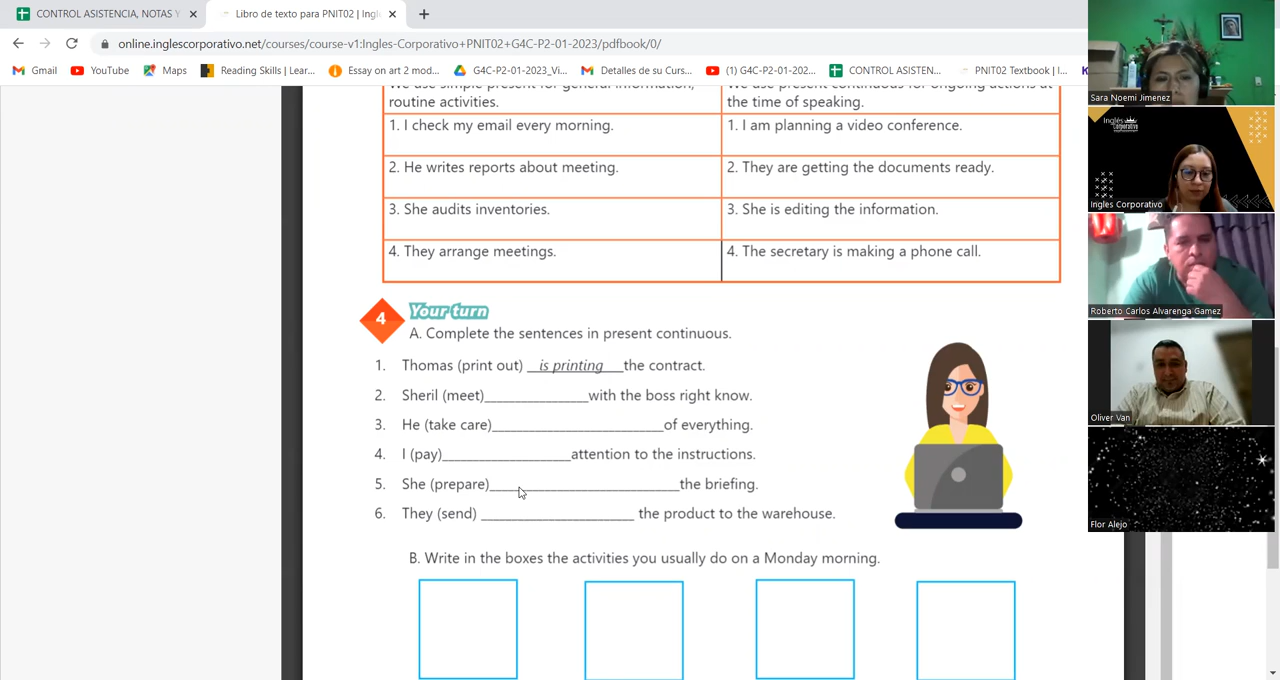 CONTROL ASISTENCIA, NOTAS Y
Libro de texto para PNIT02 | Ingl
online.inglescorporativo.net/courses/course-v1:Ingles-Corporativo+PNIT02+G4C-P2-01-2023/pdfbook/0/
Gmail
YouTube
Maps
Reading Skills | Lear...
Essay on art 2 mod...
G4C-P2-01-2023_Vi...
Detalles de su Curs...
(1) G4C-P2-01-202...
CONTROL ASISTEN...
PNIT02 Textbook | I...
We use simple present for general information,
routine activities.
We use present continuous for ongoing actions at
the time of speaking.
1. I check my email every morning.
1. I am planning a video conference.
2. He writes reports about meeting.
2. They are getting the documents ready.
3. She audits inventories.
3. She is editing the information.
4. They arrange meetings.
4. The secretary is making a phone call.
4
Your turn
A. Complete the sentences in present continuous.
1. Thomas (print out) __is printing___the contract.
2. Sheril (meet)______________with the boss right know.
3. He (take care)_______________________of everything.
4. I (pay)_________________attention to the instructions.
5. She (prepare)_________________________the briefing.
6. They (send) ____________________ the product to the warehouse.
B. Write in the boxes the activities you usually do on a Monday morning.
Sara Noemi Jimenez
Inglés
Corporativo
Ingles Corporativo
Roberto Carlos Alvarenga Gamez
Oliver Van
Flor Alejo